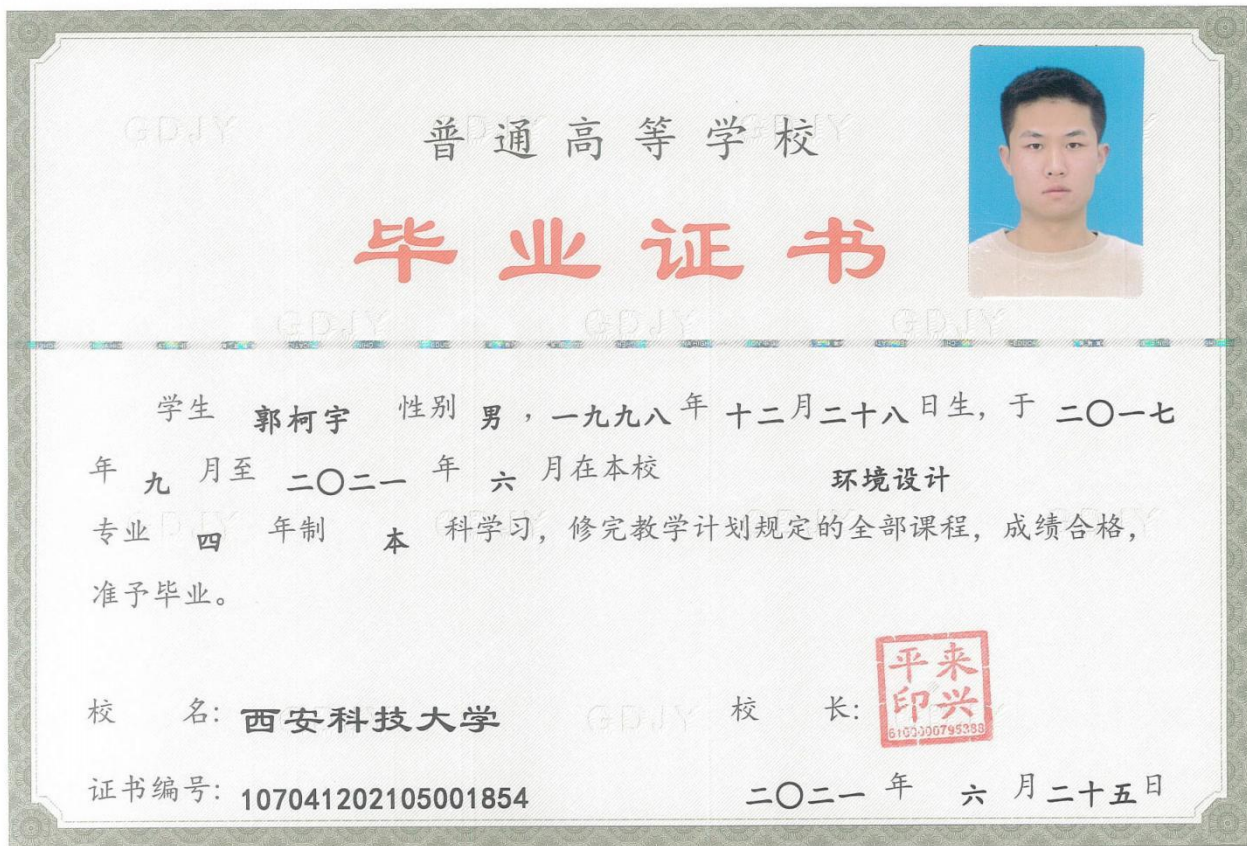 普通高等学校
毕业证书
GDJY GDJY GDJY
学生 郭柯宇 性别 男，一九九八年 十二月二十八日生，于 二〇一七
年 九 月至 二〇二一 年 六 月在本校 环境设计
专业 四 年制 本 科学习，修完教学计划规定的全部课程，成绩合格，
准予毕业。
校 名：西安科技大学 校 长：
来兴平印
6100000795388
证书编号：107041202105001854 二〇二一 年 六 月二十五日